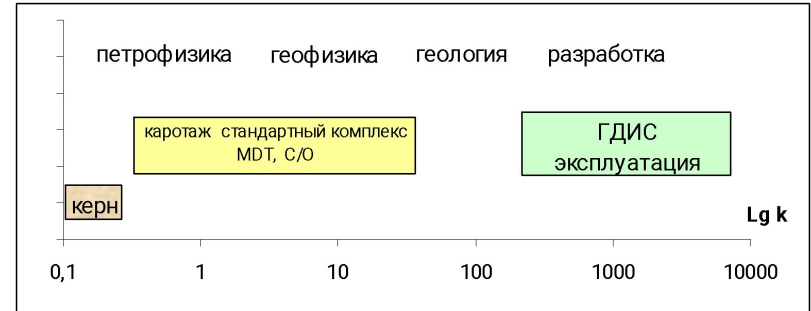 петрофизика геофизика геология разработка
каротаж стандартный комплекс
MDT, С/О
ГДИС
эксплуатация
керн
Lg k
0,1 1 10 100 1000 10000